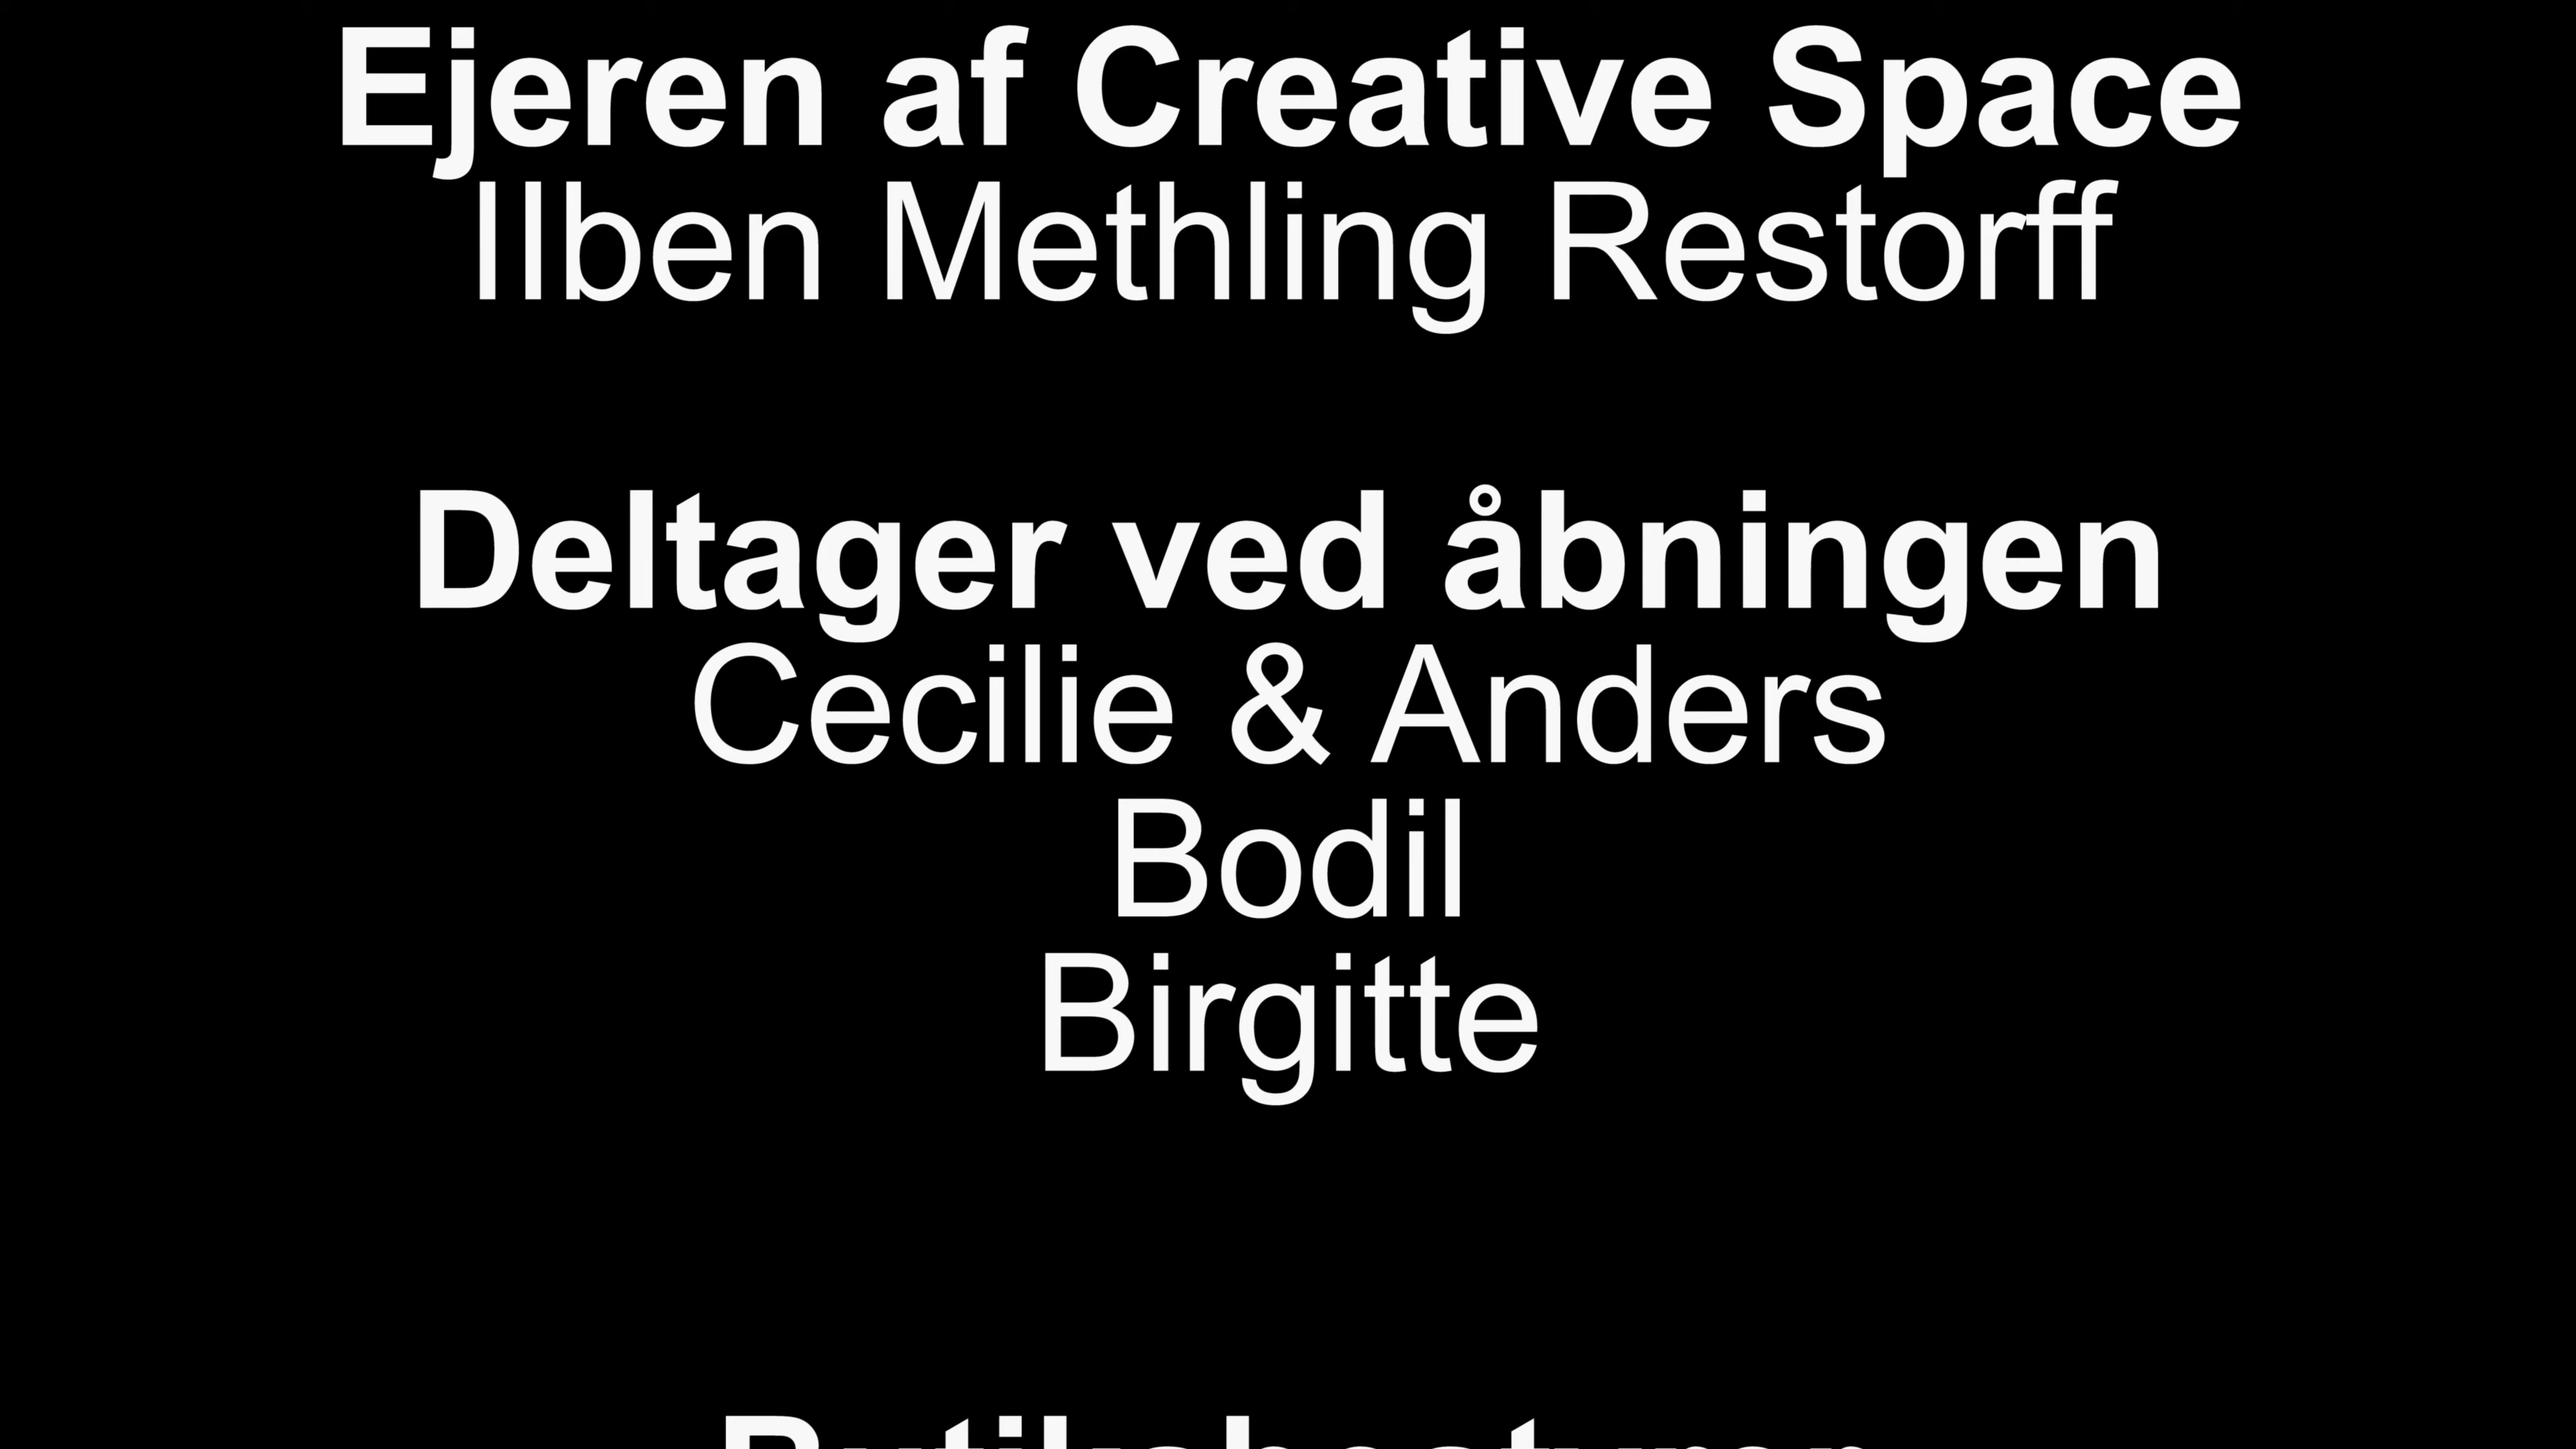 Ejeren af Creative Space
Ilben Methling Restorff
Deltager ved åbningen
Cecilie & Anders
Bodil
Birgitte